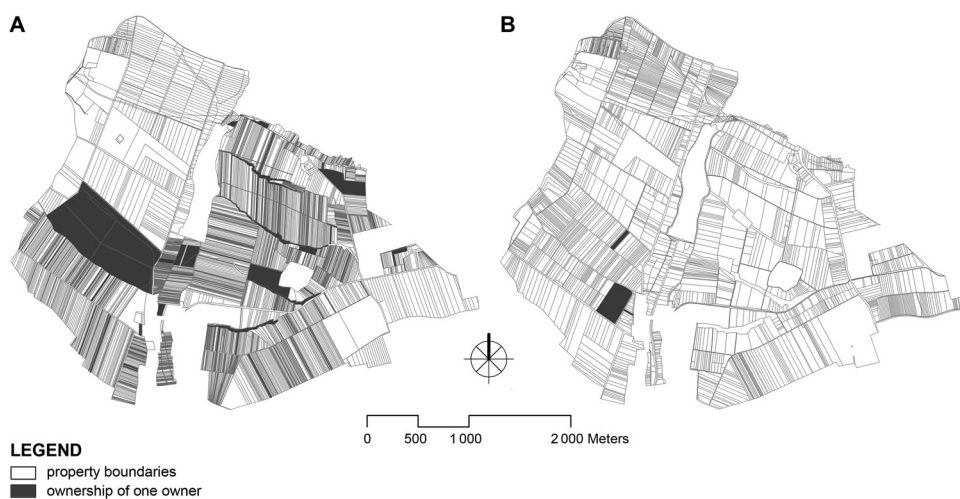 A
B
0 500 1 000 2 000 Meters
LEGEND
property boundaries
ownership of one owner